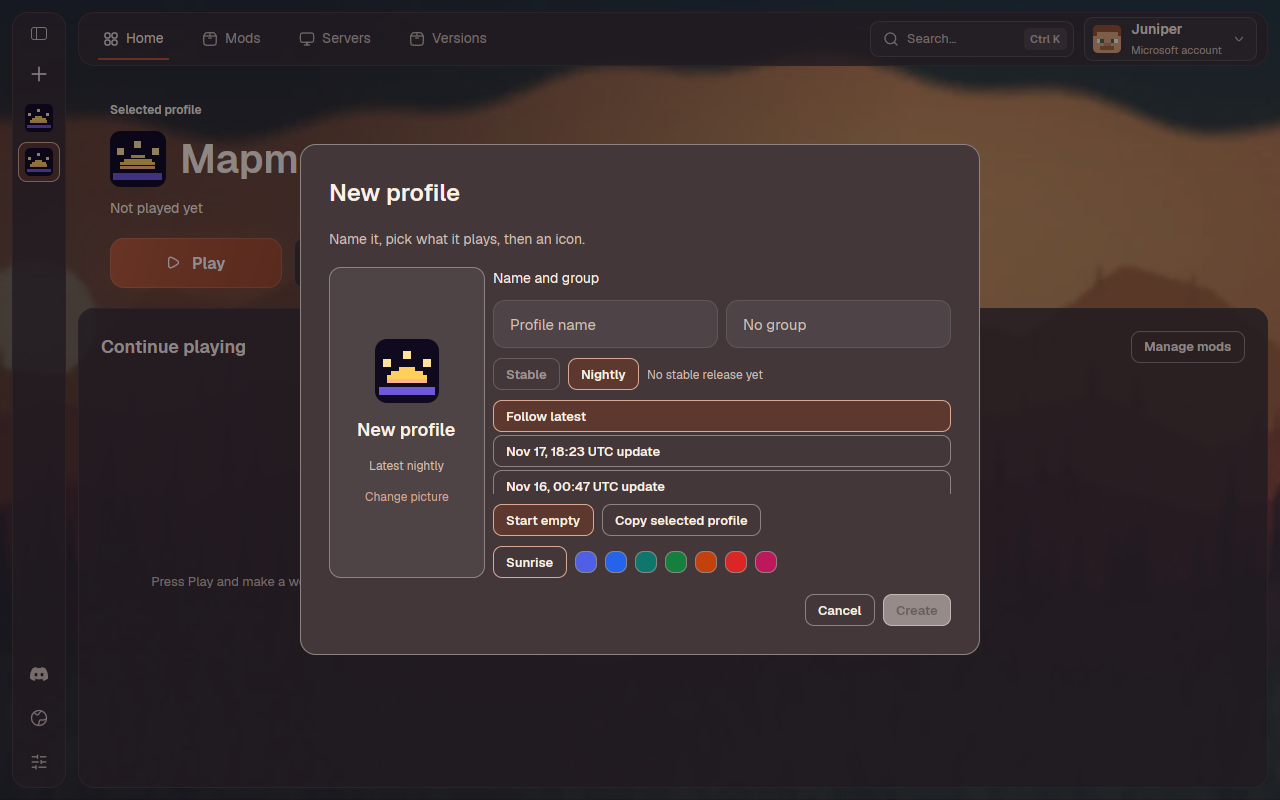 Home
Mods
Servers
Versions
Search...
Ctrl K
Juniper
Microsoft account
Selected profile
Mapm
Not played yet
Play
Continue playing
Manage mods
Press Play and make a w
New profile
Name it, pick what it plays, then an icon.
New profile
Latest nightly
Change picture
Name and group
Profile name
No group
Stable
Nightly
No stable release yet
Follow latest
Nov 17, 18:23 UTC update
Nov 16, 00:47 UTC update
Start empty
Copy selected profile
Sunrise
Cancel
Create